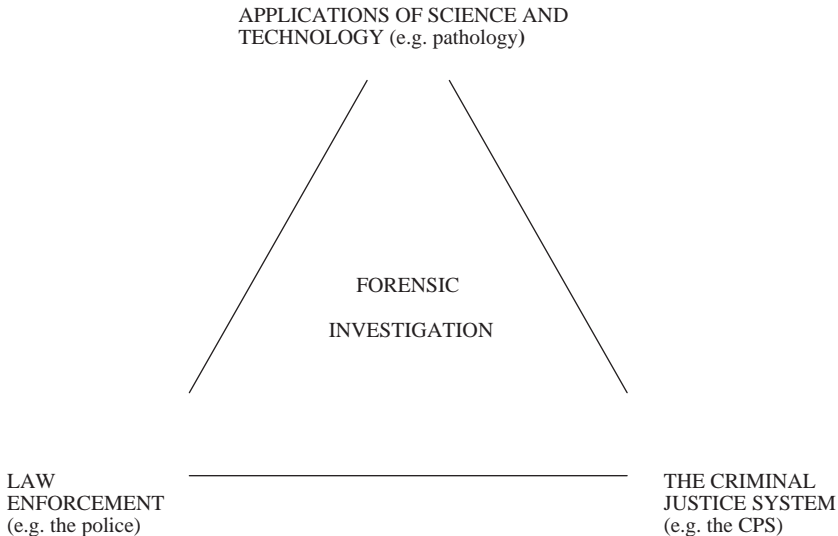 APPLICATIONS OF SCIENCE AND
TECHNOLOGY (e.g. pathology)
FORENSIC
INVESTIGATION
LAW
ENFORCEMENT
(e.g. the police)
THE CRIMINAL
JUSTICE SYSTEM
(e.g. the CPS)